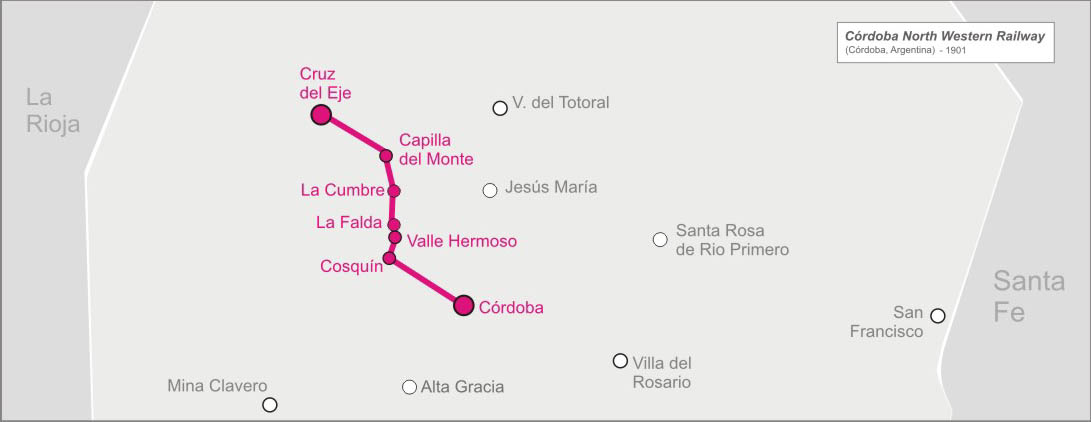 Córdoba North Western Railway
(Córdoba, Argentina) - 1901
Cruz
del Eje
La
Rioja
V. del Totoral
Capilla
del Monte
La Cumbre
Jesús María
La Falda
Valle Hermoso
Santa Rosa
de Rio Primero
Cosquín
Santa
Fe
Córdoba
San
Francisco
Villa del
Rosario
Mina Clavero
Alta Gracia